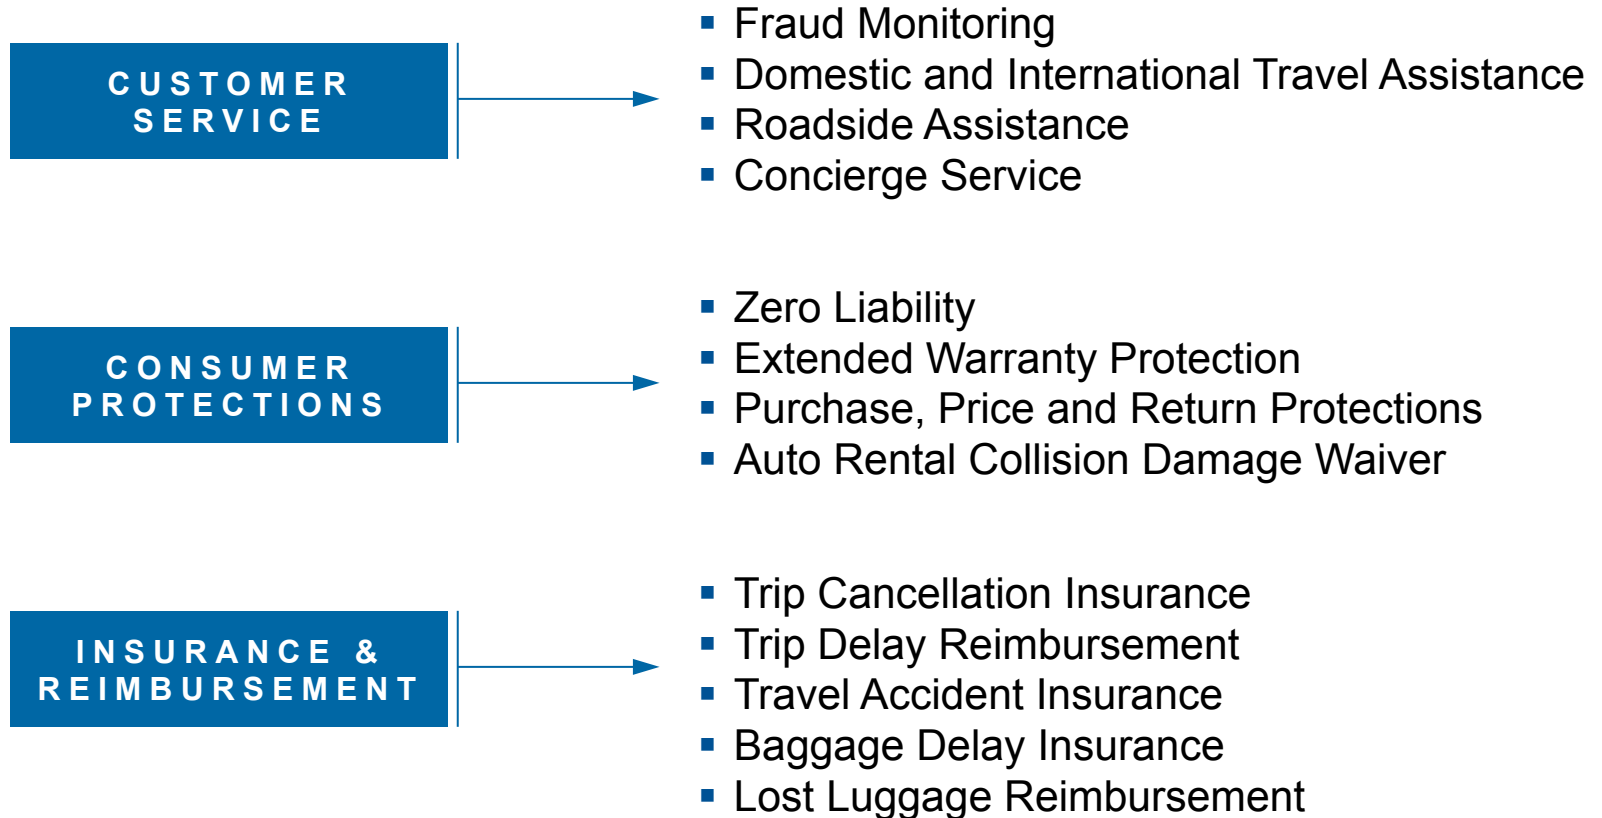 CUSTOMER
SERVICE
▪ Fraud Monitoring
▪ Domestic and International Travel Assistance
▪ Roadside Assistance
▪ Concierge Service
CONSUMER
PROTECTIONS
▪ Zero Liability
▪ Extended Warranty Protection
▪ Purchase, Price and Return Protections
▪ Auto Rental Collision Damage Waiver
INSURANCE &
REIMBURSEMENT
▪ Trip Cancellation Insurance
▪ Trip Delay Reimbursement
▪ Travel Accident Insurance
▪ Baggage Delay Insurance
▪ Lost Luggage Reimbursement